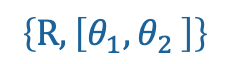 {R, [θ₁, θ₂ ]}